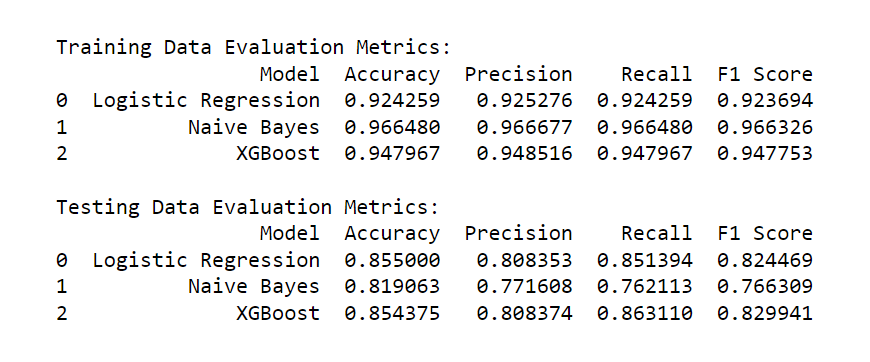 Training Data Evaluation Metrics:
Model Accuracy Precision Recall F1 Score
0 Logistic Regression 0.924259 0.925276 0.924259 0.923694
1 Naive Bayes 0.966480 0.966677 0.966480 0.966326
2 XGBoost 0.947967 0.948516 0.947967 0.947753
Testing Data Evaluation Metrics:
Model Accuracy Precision Recall F1 Score
0 Logistic Regression 0.855000 0.808353 0.851394 0.824469
1 Naive Bayes 0.819063 0.771608 0.762113 0.766309
2 XGBoost 0.854375 0.808374 0.863110 0.829941